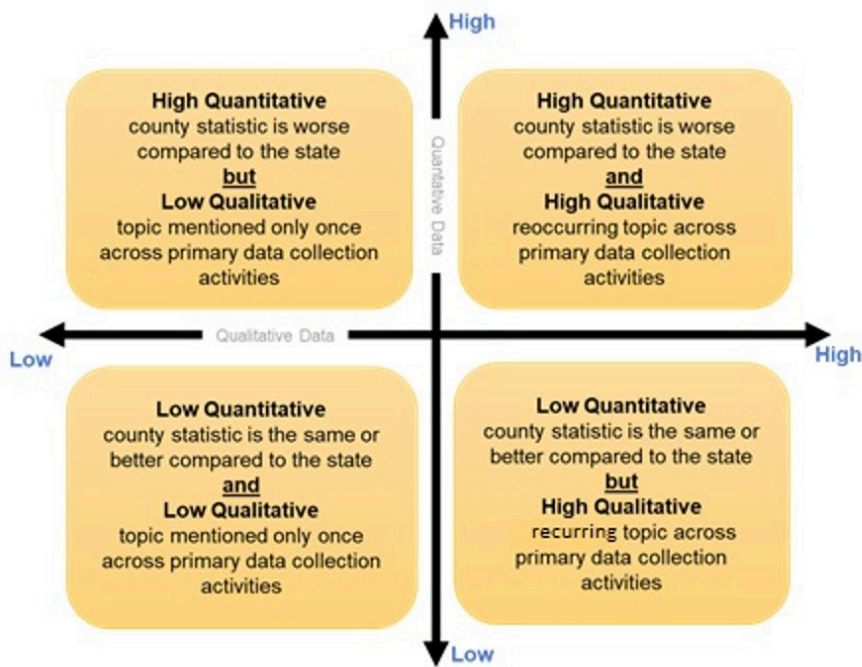 High
High Quantitative
county statistic is worse
compared to the state
but
Low Qualitative
topic mentioned only once
across primary data collection
activities
Quantative Data
High Quantitative
county statistic is worse
compared to the state
and
High Qualitative
reoccurring topic across
primary data collection
activities
Low
Qualitative Data
High
Low Quantitative
county statistic is the same or
better compared to the state
and
Low Qualitative
topic mentioned only once
across primary data collection
activities
Low Quantitative
county statistic is the same or
better compared to the state
but
High Qualitative
recurring topic across
primary data collection
activities
Low